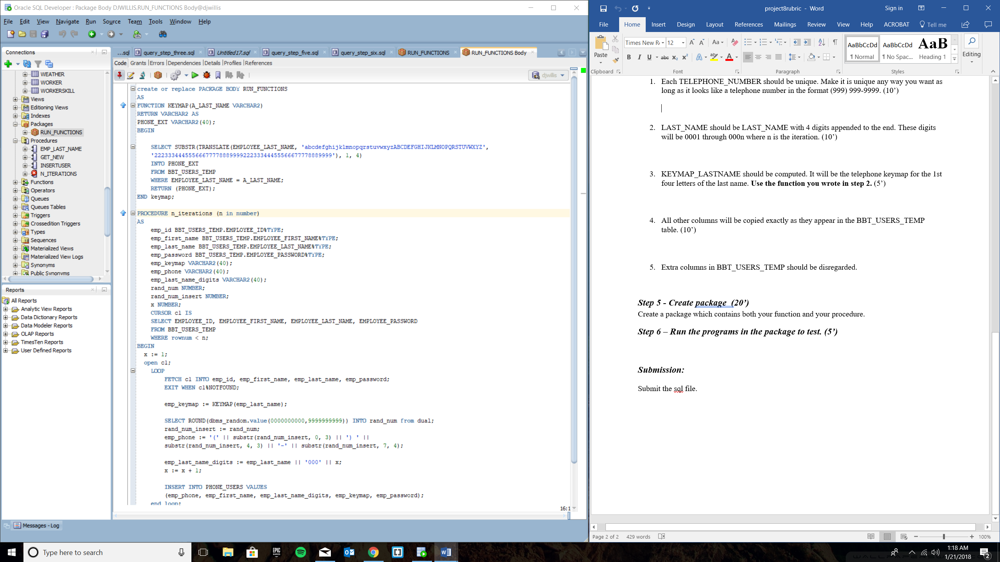 Oracle SQL Developer : Package Body DJWILLIS.RUN_FUNCTIONS Body@djwillis
File Edit View Navigate Run Source Team Tools Window Help
Connections
WEATHER
WORKER
WORKERSKILL
Views
Editioning Views
Indexes
Packages
RUN_FUNCTIONS
Procedures
EMP_LAST_NAME
GET_NEW
INSERTUSER
N_ITERATIONS
Functions
Operators
Queues
Queues Tables
Triggers
Crossedition Triggers
Types
Sequences
Materialized Views
Materialized View Logs
Synonyms
Public Synonyms
Reports
All Reports
Analytic View Reports
Data Dictionary Reports
Data Modeler Reports
OLAP Reports
TimesTen Reports
User Defined Reports
...sql query_step_three.sql Untitled17.sql query_step_five.sql query_step_six.sql RUN_FUNCTIONS RUN_FUNCTIONS Body
Code Grants Errors Dependencies Details Profiles References
djwillis
create or replace PACKAGE BODY RUN_FUNCTIONS
AS
FUNCTION KEYMAP(A_LAST_NAME VARCHAR2)
RETURN VARCHAR2 AS
PHONE_EXT VARCHAR2(40);
BEGIN
SELECT SUBSTR(TRANSLATE(EMPLOYEE_LAST_NAME, 'abcdefghijklmnopqrstuvwxyzABCDEFGHIJKLMNOPQRSTUVWXYZ',
'2223334445556667777888999922233344455566677778889999'), 1, 4)
INTO PHONE_EXT
FROM BBT_USERS_TEMP
WHERE EMPLOYEE_LAST_NAME = A_LAST_NAME;
RETURN (PHONE_EXT);
END keymap;
PROCEDURE n_iterations (n in number)
AS
emp_id BBT_USERS_TEMP.EMPLOYEE_ID%TYPE;
emp_first_name BBT_USERS_TEMP.EMPLOYEE_FIRST_NAME%TYPE;
emp_last_name BBT_USERS_TEMP.EMPLOYEE_LAST_NAME%TYPE;
emp_password BBT_USERS_TEMP.EMPLOYEE_PASSWORD%TYPE;
emp_keymap VARCHAR2(40);
emp_phone VARCHAR2(40);
emp_last_name_digits VARCHAR2(40);
rand_num NUMBER;
rand_num_insert NUMBER;
x NUMBER;
CURSOR c1 IS
SELECT EMPLOYEE_ID, EMPLOYEE_FIRST_NAME, EMPLOYEE_LAST_NAME, EMPLOYEE_PASSWORD
FROM BBT_USERS_TEMP
WHERE rownum < n;
BEGIN
x := 1;
open c1;
LOOP
FETCH c1 INTO emp_id, emp_first_name, emp_last_name, emp_password;
EXIT WHEN c1%NOTFOUND;
emp_keymap := KEYMAP(emp_last_name);
SELECT ROUND(dbms_random.value(0000000000,9999999999)) INTO rand_num from dual;
rand_num_insert := rand_num;
emp_phone := '(' || substr(rand_num_insert, 0, 3) || ') ' ||
substr(rand_num_insert, 4, 3) || '-' || substr(rand_num_insert, 7, 4);
emp_last_name_digits := emp_last_name || '000' || x;
x := x + 1;
INSERT INTO PHONE_USERS VALUES
(emp_phone, emp_first_name, emp_last_name_digits, emp_keymap, emp_password);
end loop;
16:1
Messages - Log
project8rubric - Word
Sign in
File Home Insert Design Layout References Mailings Review View Help ACROBAT Tell me
Paste
Times New R 12
AaBbCcDd AaBbCcDd AaB
¶ Normal ¶ No Spac... Heading 1
Editing
Clipboard Font Paragraph Styles
1. Each TELEPHONE_NUMBER should be unique. Make it is unique any way you want as
long as it looks like a telephone number in the format (999) 999-9999. (10’)
2. LAST_NAME should be LAST_NAME with 4 digits appended to the end. These digits
will be 0001 through 000n where n is the iteration. (10’)
3. KEYMAP_LASTNAME should be computed. It will be the telephone keymap for the 1st
four letters of the last name. Use the function you wrote in step 2. (5’)
4. All other columns will be copied exactly as they appear in the BBT_USERS_TEMP
table. (10’)
5. Extra columns in BBT_USERS_TEMP should be disregarded.
Step 5 - Create package (20’)
Create a package which contains both your function and your procedure.
Step 6 – Run the programs in the package to test. (5’)
Submission:
Submit the sql file.
Page 2 of 2 429 words
100%
Type here to search
EPIC GAMES
1:18 AM
1/21/2018
2